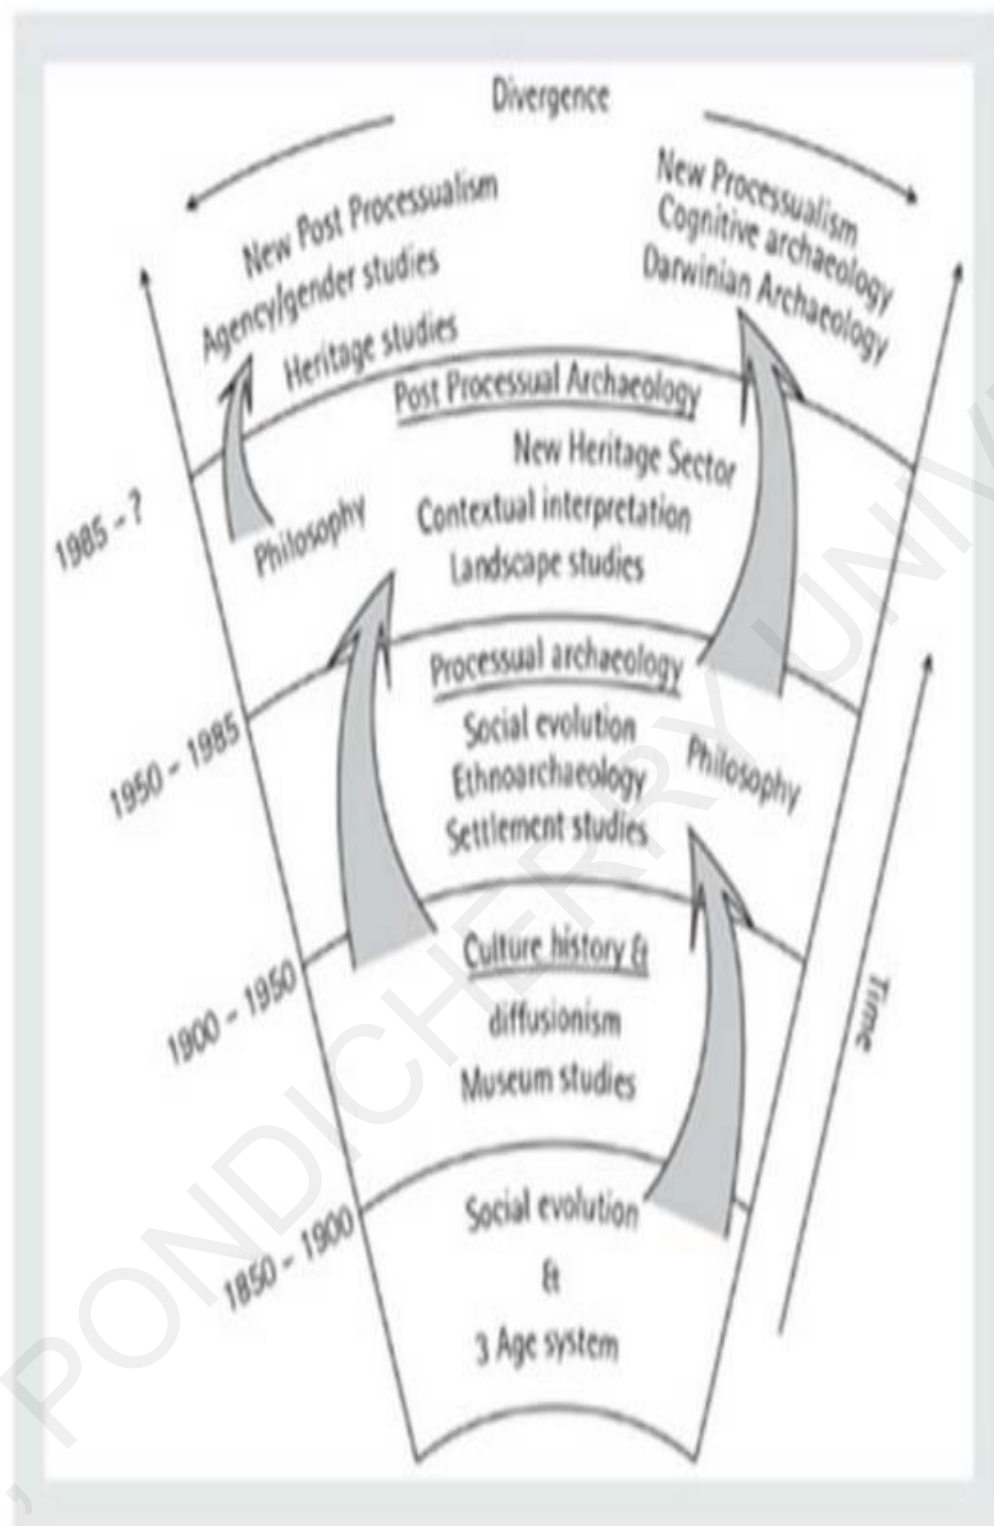 Divergence
New Post Processualism
Agency/gender studies
Heritage studies
New Processualism
Cognitive archaeology
Darwinian Archaeology
Post Processual Archaeology
New Heritage Sector
Contextual interpretation
Landscape studies
Philosophy
1985 – ?
Processual archaeology
Social evolution
Ethnoarchaeology
Settlement studies
Philosophy
1950 – 1985
Culture history &
diffusionism
Museum studies
1900 – 1950
Social evolution
&
3 Age system
1850 – 1900
Time
, PONDICHERRY UNIV